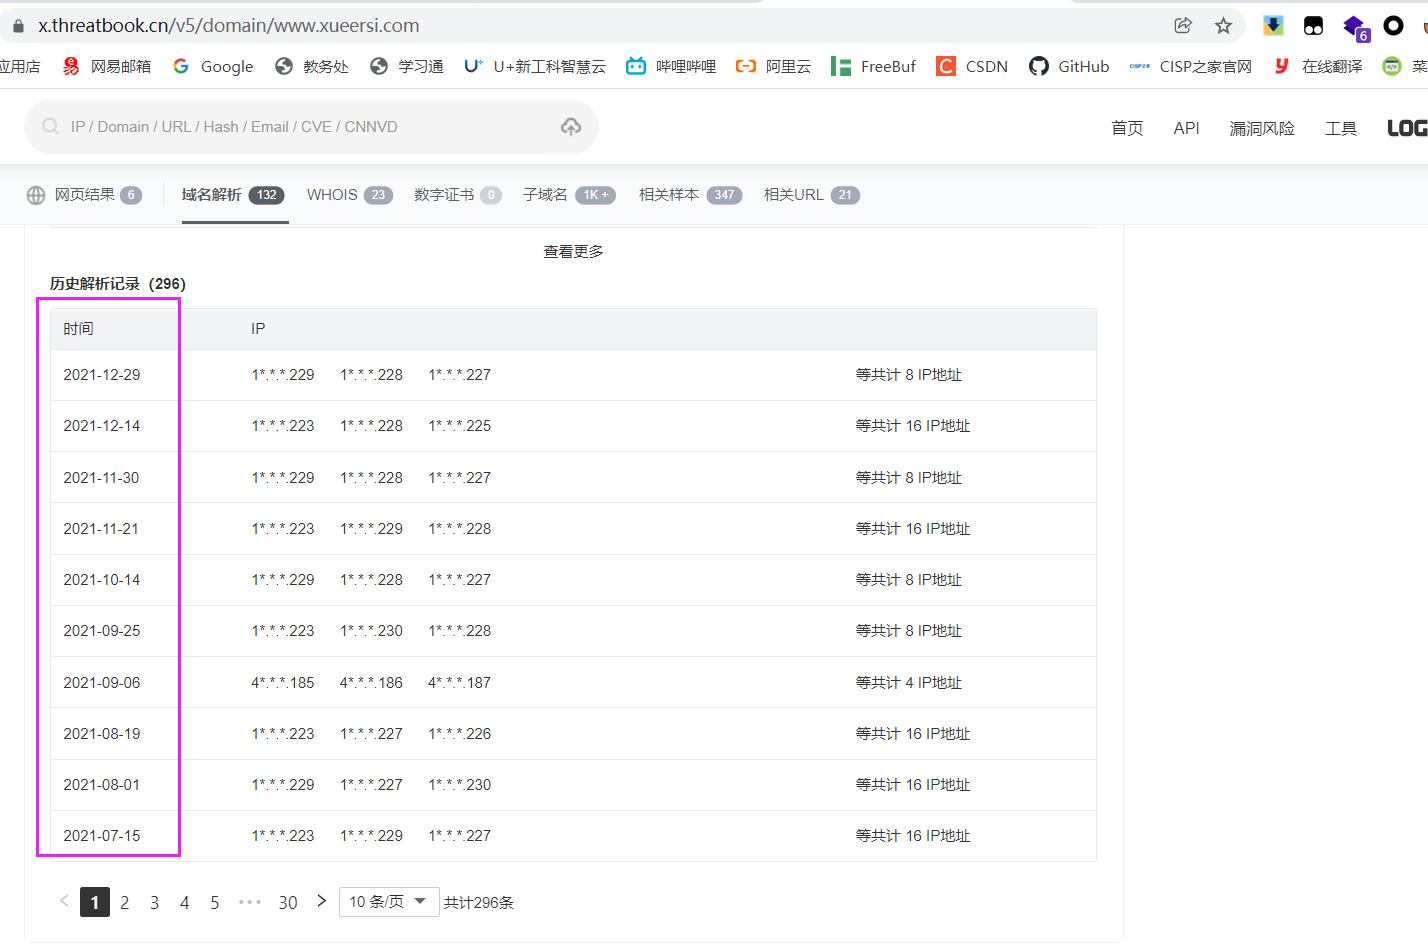 x.threatbook.cn/v5/domain/www.xueersi.com
6
应用店 网易邮箱 Google 教务处 学习通 U+新工科智慧云 哔哩哔哩 阿里云 FreeBuf CSDN GitHub CISP之家官网 在线翻译 菜
IP / Domain / URL / Hash / Email / CVE / CNNVD
首页 API 漏洞风险 工具 LOG
网页结果 6 域名解析 132 WHOIS 23 数字证书 0 子域名 1K+ 相关样本 347 相关URL 21
查看更多
历史解析记录（296）
时间 IP
2021-12-29 1*.*.*.229 1*.*.*.228 1*.*.*.227 等共计 8 IP地址
2021-12-14 1*.*.*.223 1*.*.*.228 1*.*.*.225 等共计 16 IP地址
2021-11-30 1*.*.*.229 1*.*.*.228 1*.*.*.227 等共计 8 IP地址
2021-11-21 1*.*.*.223 1*.*.*.229 1*.*.*.228 等共计 16 IP地址
2021-10-14 1*.*.*.229 1*.*.*.228 1*.*.*.227 等共计 8 IP地址
2021-09-25 1*.*.*.223 1*.*.*.230 1*.*.*.228 等共计 8 IP地址
2021-09-06 4*.*.*.185 4*.*.*.186 4*.*.*.187 等共计 4 IP地址
2021-08-19 1*.*.*.223 1*.*.*.227 1*.*.*.226 等共计 16 IP地址
2021-08-01 1*.*.*.229 1*.*.*.227 1*.*.*.230 等共计 16 IP地址
2021-07-15 1*.*.*.223 1*.*.*.229 1*.*.*.227 等共计 16 IP地址
< 1 2 3 4 5 ••• 30 > 10 条/页 共计296条